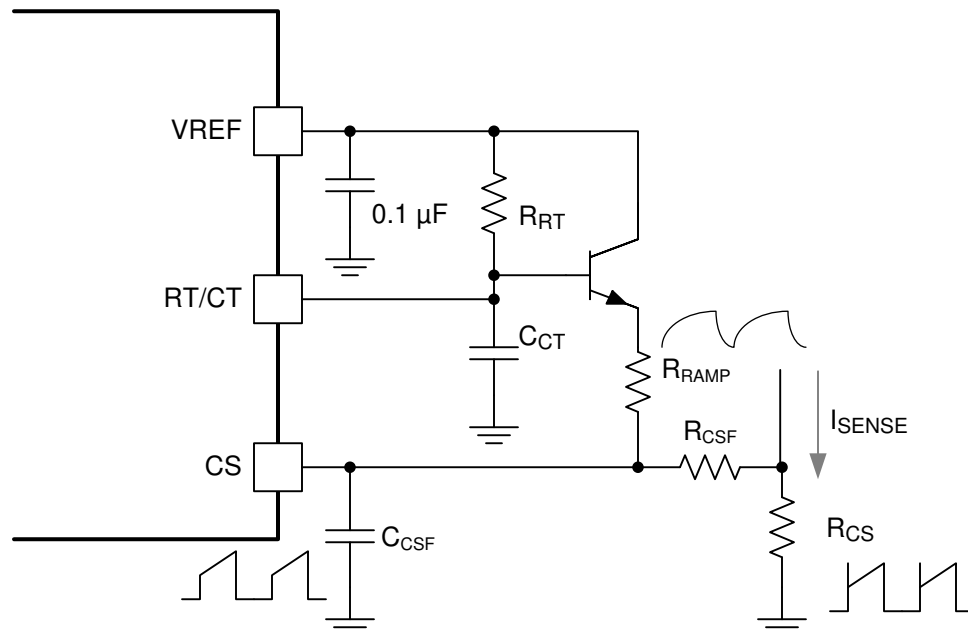 VREF
0.1 µF
RRT
RT/CT
CCT
RRAMP
ISENSE
RCSF
CS
CCSF
RCS